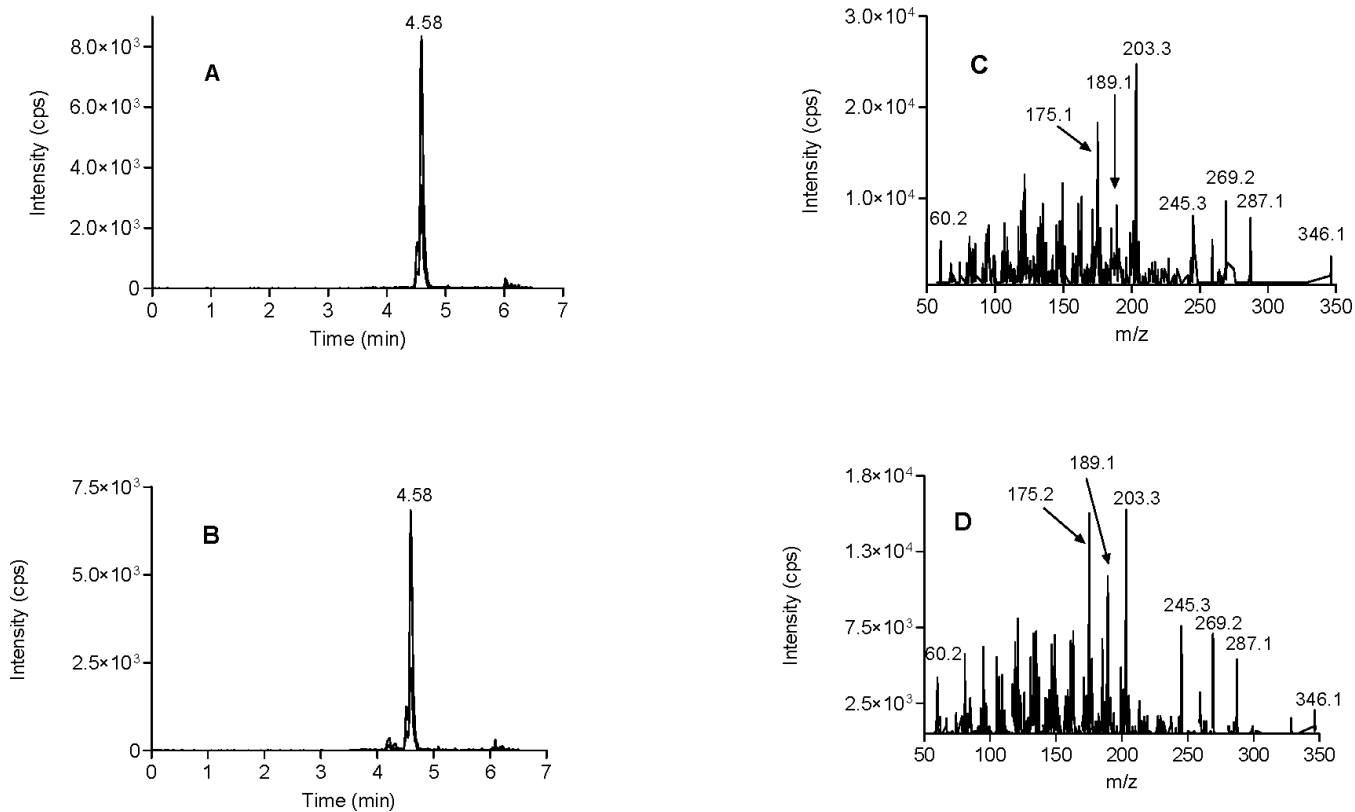 4.58
8.0×10³
A
6.0×10³
4.0×10³
2.0×10³
0
0 1 2 3 4 5 6 7
Time (min)
Intensity (cps)
3.0×10⁴
C
203.3
189.1
2.0×10⁴
175.1
1.0×10⁴
60.2
245.3
269.2
287.1
346.1
50 100 150 200 250 300 350
m/z
Intensity (cps)
7.5×10³
4.58
B
5.0×10³
2.5×10³
0
0 1 2 3 4 5 6 7
Time (min)
Intensity (cps)
1.8×10⁴
189.1
175.2
203.3
D
1.3×10⁴
7.5×10³
60.2
245.3
269.2
287.1
2.5×10³
346.1
50 100 150 200 250 300 350
m/z
Intensity (cps)